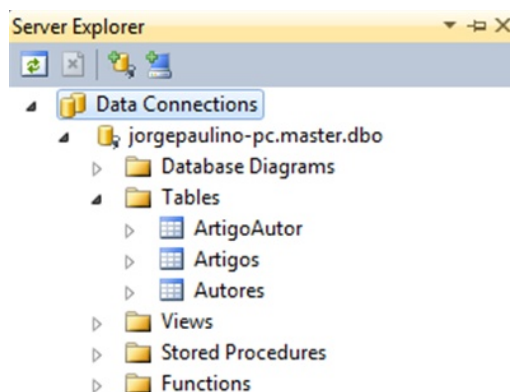 Server Explorer
Data Connections
jorgepaulino-pc.master.dbo
Database Diagrams
Tables
ArtigoAutor
Artigos
Autores
Views
Stored Procedures
Functions